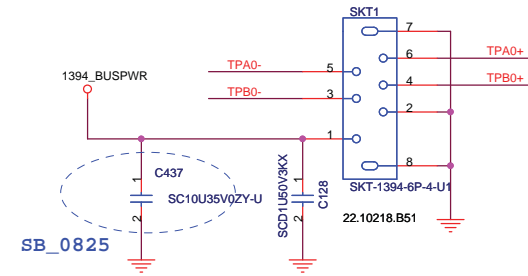 SKT1
7
TPA0-
5
6
TPA0+
1394_BUSPWR
TPB0-
3
4
TPB0+
2
1
C437
1
SC10U35V0ZY-U
2
1
SCD1U50V3KX
C128
2
8
SKT-1394-6P-4-U1
22.10218.B51
SB_0825